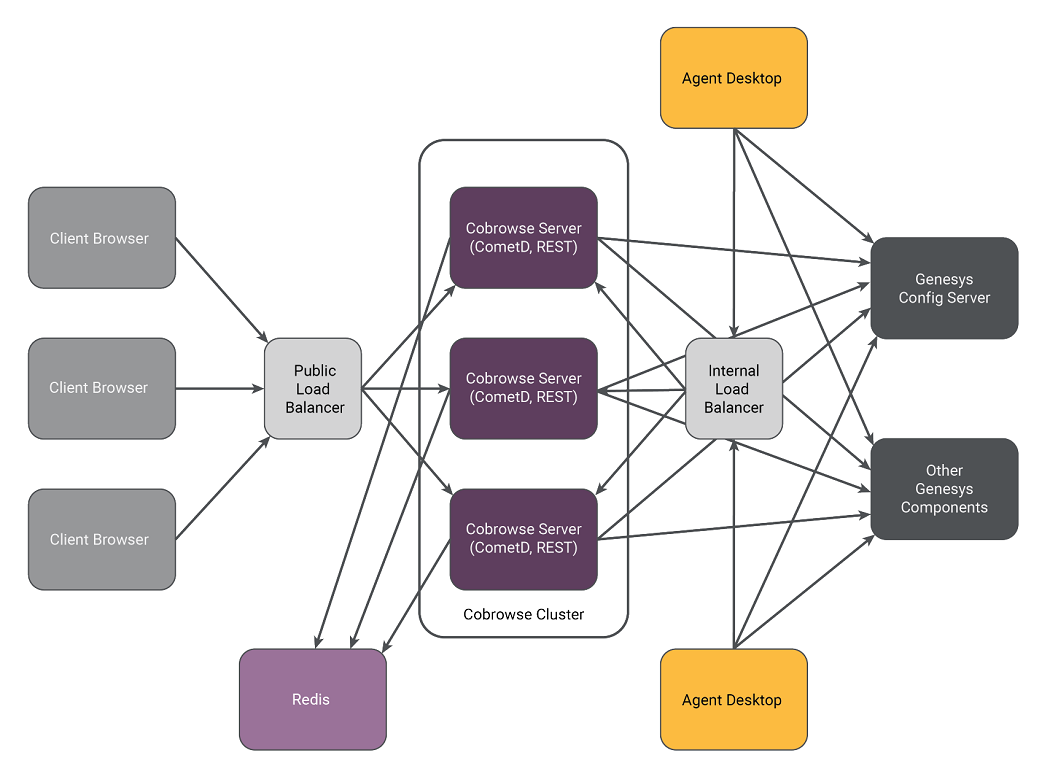 Agent Desktop
Client Browser
Client Browser
Client Browser
Public
Load
Balancer
Cobrowse Server
(CometD, REST)
Cobrowse Server
(CometD, REST)
Cobrowse Server
(CometD, REST)
Cobrowse Cluster
Internal
Load
Balancer
Genesys
Config Server
Other
Genesys
Components
Redis
Agent Desktop